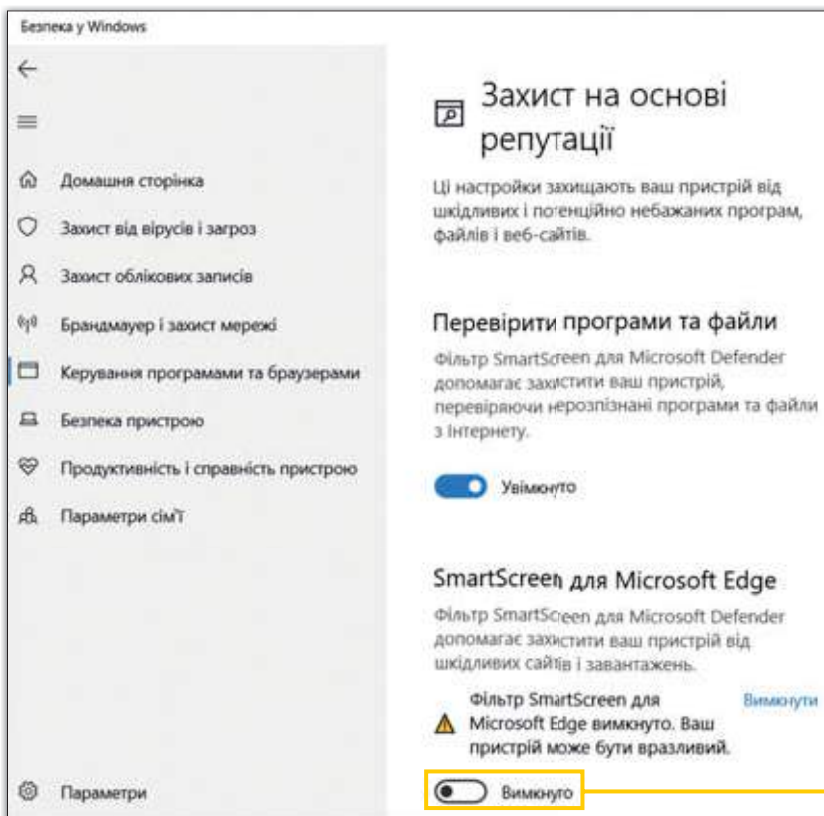 Безпека у Windows
Домашня сторінка
Захист від вірусів і загроз
Захист облікових записів
Брандмауер і захист мережі
Керування програмами та браузерами
Безпека пристрою
Продуктивність і справність пристрою
Параметри сім'ї
Параметри
Захист на основі
репутації
Ці настройки захищають ваш пристрій від
шкідливих і потенційно небажаних програм,
файлів і веб-сайтів.
Перевірити програми та файли
Фільтр SmartScreen для Microsoft Defender
допомагає захистити ваш пристрій,
перевіряючи нерозпізнані програми та файли
з Інтернету.
Увімкнуто
SmartScreen для Microsoft Edge
Фільтр SmartScreen для Microsoft Defender
допомагає захистити ваш пристрій від
шкідливих сайтів і завантажень.
Фільтр SmartScreen для Вимкнути
Microsoft Edge вимкнуто. Ваш
пристрій може бути вразливий.
Вимкнуто